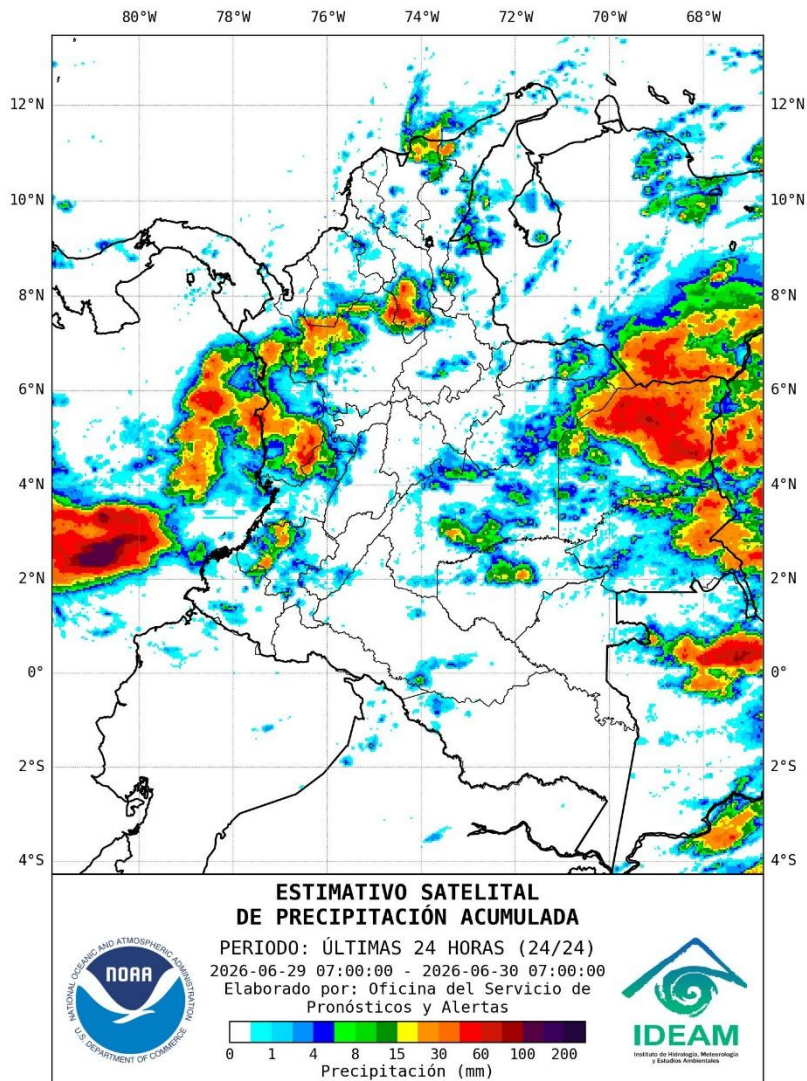 80°W 78°W 76°W 74°W 72°W 70°W 68°W
12°N 12°N
10°N 10°N
8°N 8°N
6°N 6°N
4°N 4°N
2°N 2°N
0° 0°
2°S 2°S
4°S 4°S
ESTIMATIVO SATELITAL
DE PRECIPITACIÓN ACUMULADA
PERIODO: ÚLTIMAS 24 HORAS (24/24)
2026-06-29 07:00:00 - 2026-06-30 07:00:00
Elaborado por: Oficina del Servicio de
Pronósticos y Alertas
0 1 4 8 15 30 60 100 200
Precipitación (mm)
NATIONAL OCEANIC AND ATMOSPHERIC ADMINISTRATION
NOAA
U.S. DEPARTMENT OF COMMERCE
IDEAM
Instituto de Hidrología, Meteorología
y Estudios Ambientales